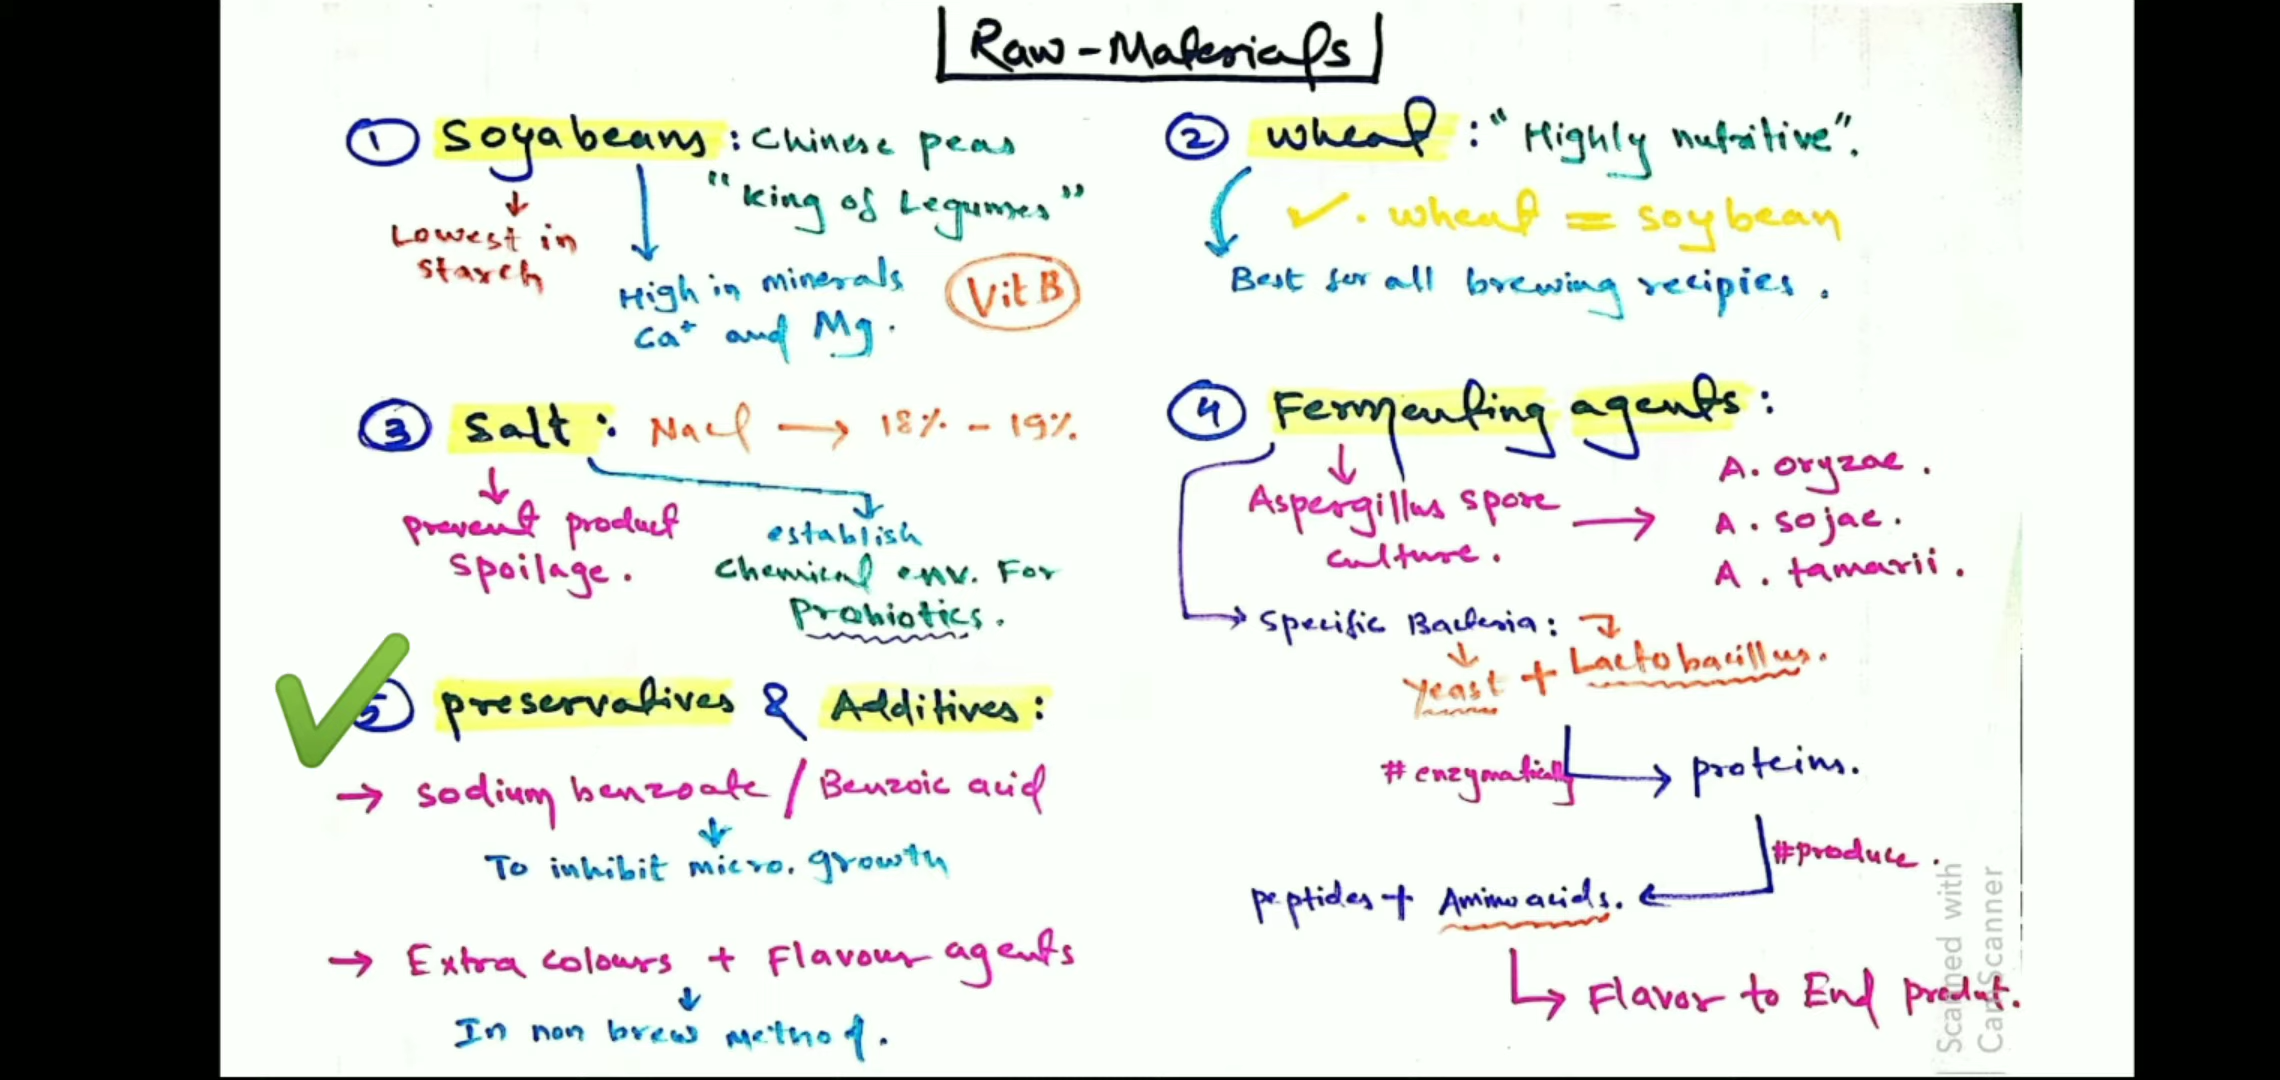 Raw-Materials
① Soyabeans : Chinese peas
"King of Legumes"
Lowest in
starch
High in minerals
Ca⁺ and Mg.
Vit B
② wheat : "Highly nutritive".
✓ . wheat = soybean
Best for all brewing recipies .
③ Salt : Nacl → 18% - 19%
prevent product
spoilage .
establish
chemical env. For
Probiotics .
④ Fermenting agents :
Aspergillus spore
culture .
→ A. oryzae .
A . sojae .
A . tamarii .
Specific Bacteria :
Yeast + Lactobacillus .
# enzymatically → proteins .
#produce .
peptides + Amino acids .
Flavor to End Product .
5 preservatives & Additives :
→ sodium benzoate / Benzoic acid
To inhibit micro. growth
→ Extra colours + Flavour agents
In non brew method .
Scanned with
CamScanner